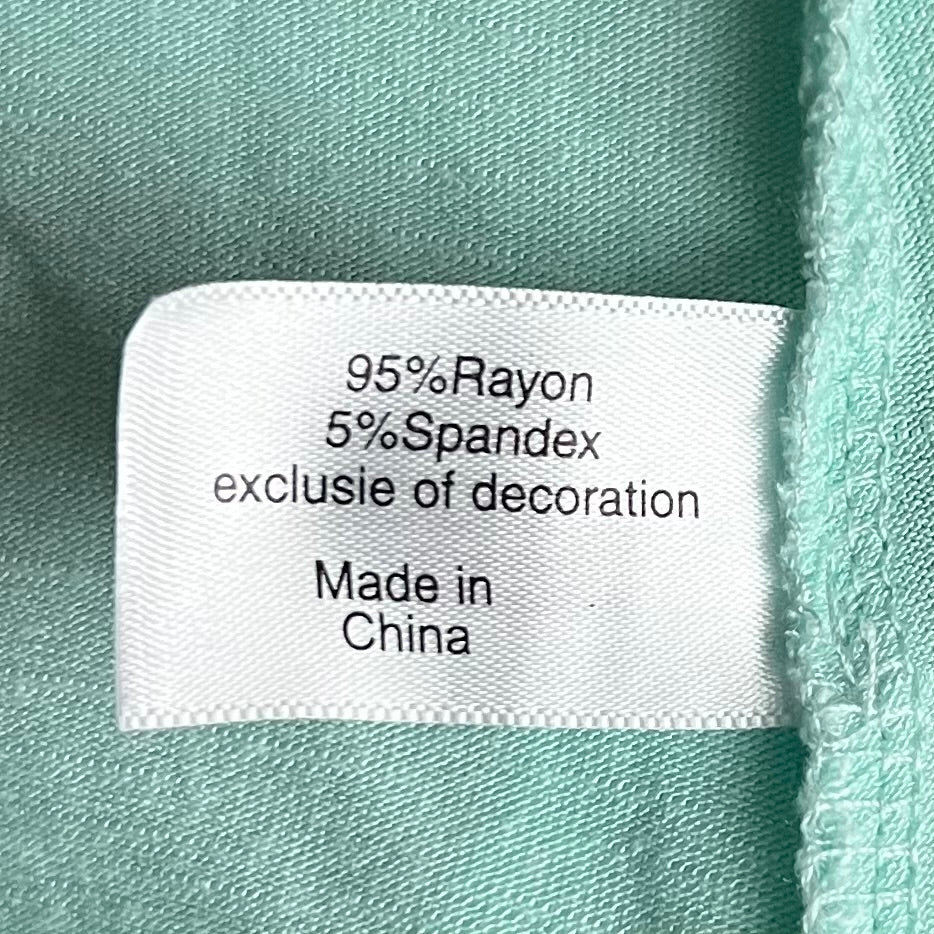 95%Rayon
5%Spandex
exclusie of decoration
Made in
China